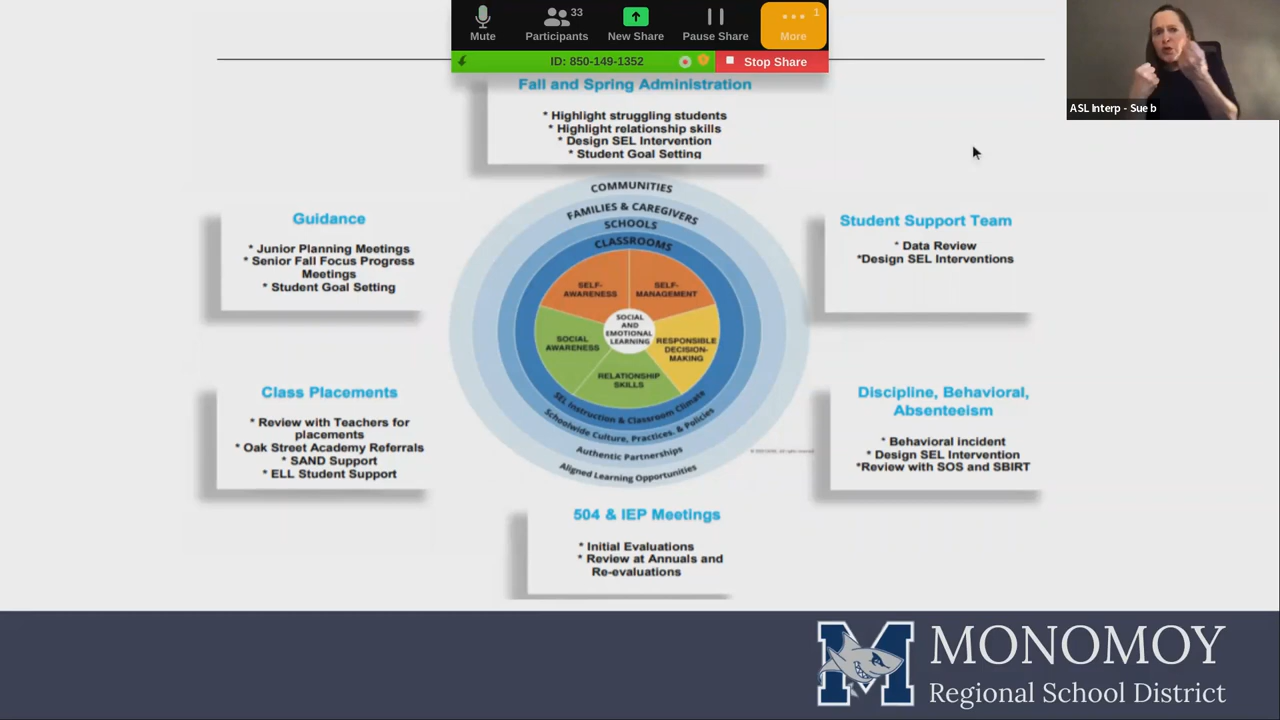 33
1
Mute
Participants
New Share
Pause Share
More
ID: 850-149-1352
Stop Share
ASL Interp - Sue b
Fall and Spring Administration
* Highlight struggling students
* Highlight relationship skills
* Design SEL Intervention
* Student Goal Setting
Guidance
* Junior Planning Meetings
* Senior Fall Focus Progress
Meetings
* Student Goal Setting
Student Support Team
* Data Review
*Design SEL Interventions
COMMUNITIES
FAMILIES & CAREGIVERS
SCHOOLS
CLASSROOMS
SELF-
AWARENESS
SELF-
MANAGEMENT
SOCIAL
AND
EMOTIONAL
LEARNING
SOCIAL
AWARENESS
RESPONSIBLE
DECISION-
MAKING
RELATIONSHIP
SKILLS
SEL Instruction & Classroom Climate
Schoolwide Culture, Practices, & Policies
Authentic Partnerships
Aligned Learning Opportunities
Class Placements
* Review with Teachers for
placements
* Oak Street Academy Referrals
* SAND Support
* ELL Student Support
Discipline, Behavioral,
Absenteeism
* Behavioral incident
* Design SEL Intervention
*Review with SOS and SBIRT
504 & IEP Meetings
* Initial Evaluations
* Review at Annuals and
Re-evaluations
M
MONOMOY
Regional School District